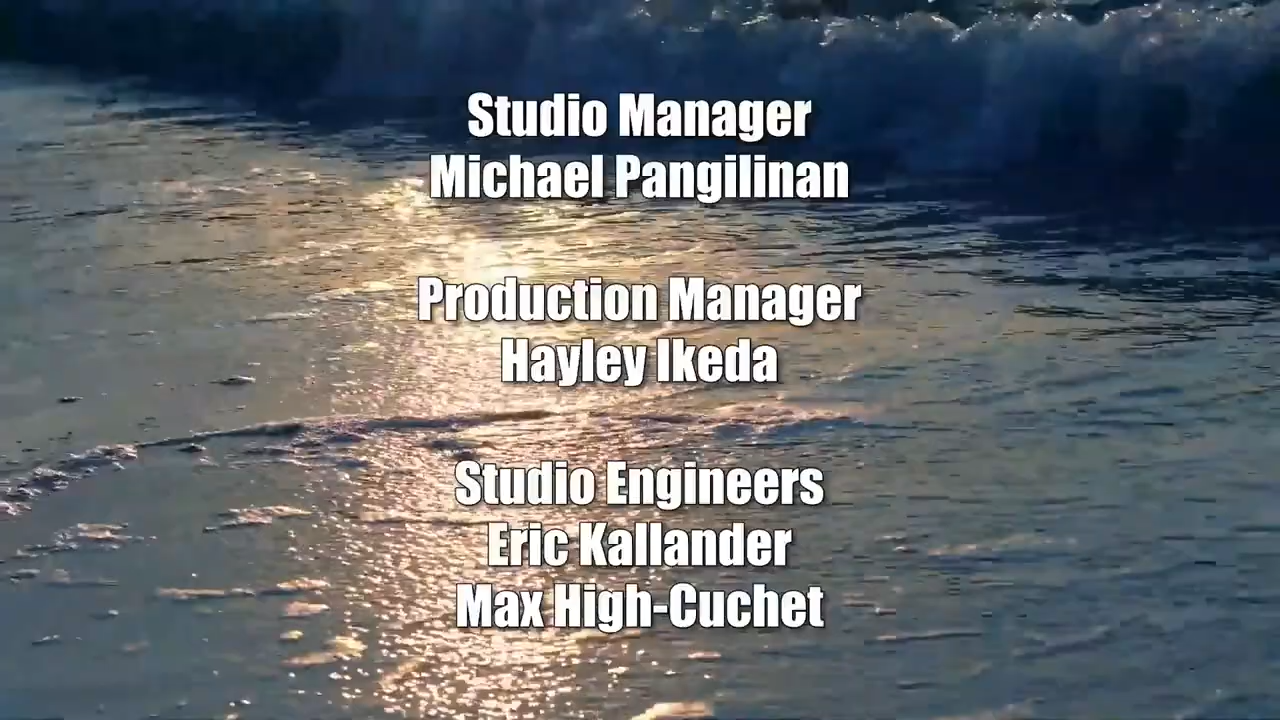 Studio Manager
Michael Pangilinan
Production Manager
Hayley Ikeda
Studio Engineers
Eric Kallander
Max High-Cuchet